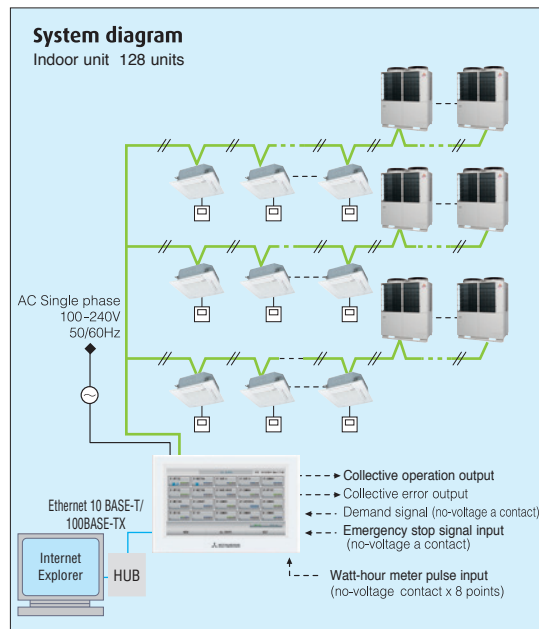 System diagram
Indoor unit 128 units
AC Single phase
100-240V
50/60Hz
Ethernet 10 BASE-T/
100BASE-TX
Internet
Explorer
HUB
MITSUBISHI
Collective operation output
Collective error output
Demand signal (no-voltage a contact)
Emergency stop signal input
(no-voltage a contact)
Watt-hour meter pulse input
(no-voltage contact x 8 points)